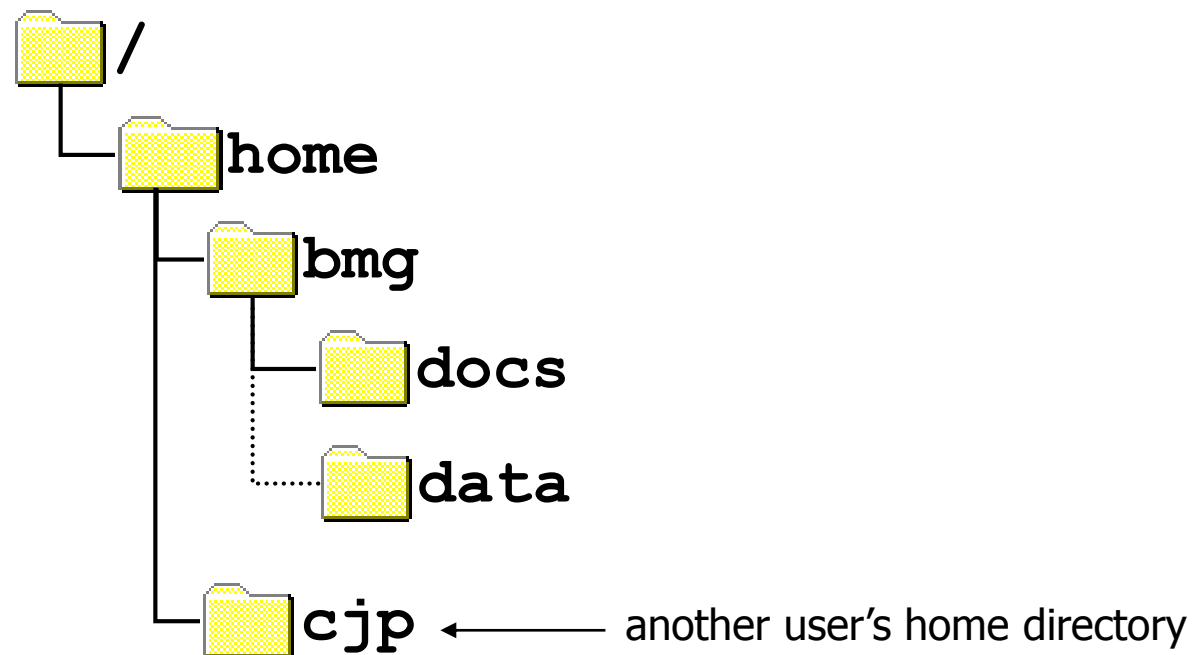 /
home
bmg
docs
data
cjp
another user's home directory